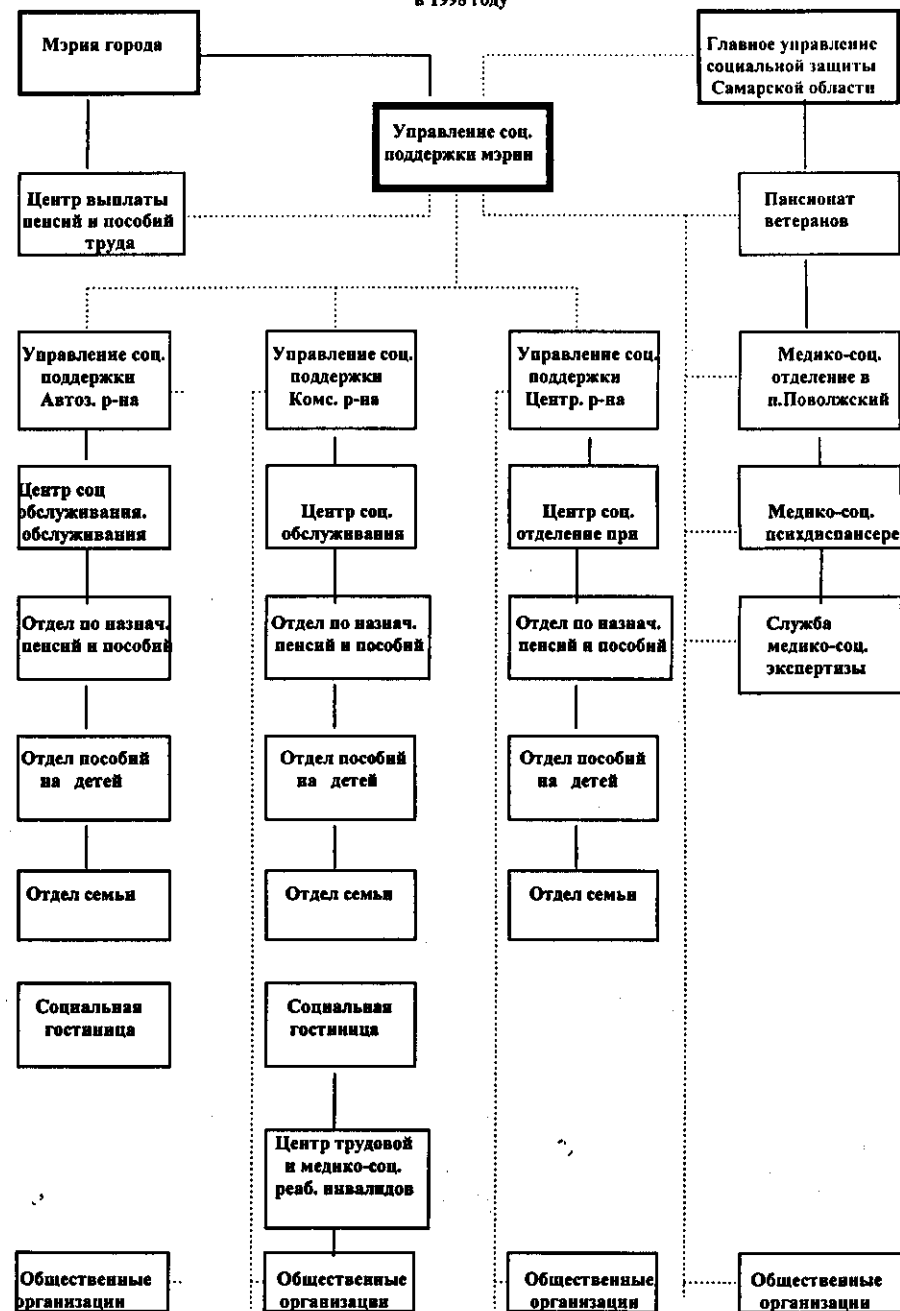 в 1998 году
Мэрия города
Главное управление
социальной защиты
Самарской области
Управление соц.
поддержки мэрии
Центр выплаты
пенсий и пособий
труда
Пансионат
ветеранов
Управление соц.
поддержки
Автоз. р-на
Управление соц.
поддержки
Комс. р-на
Управление соц.
поддержки
Центр. р-на
Медико-соц.
отделение в
п.Поволжский
Центр соц
обслуживания.
обслуживания
Центр соц.
обслуживания
Центр соц.
отделение при
Медико-соц.
психдиспансере
Отдел по назнач.
пенсий и пособий
Отдел по назнач.
пенсий и пособий
Отдел по назнач.
пенсий и пособий
Служба
медико-соц.
экспертизы
Отдел пособий
на детей
Отдел пособий
на детей
Отдел пособий
на детей
Отдел семьи
Отдел семьи
Отдел семьи
Социальная
гостиница
Социальная
гостиница
Центр трудовой
и медико-соц.
реаб. инвалидов
Общественные
организации
Общественные
организации
Общественные
организации
Общественные
организации